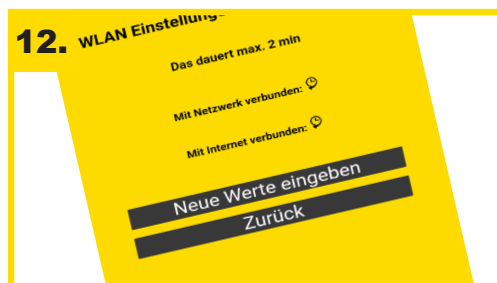 12.
WLAN Einstellung
Das dauert max. 2 min
Mit Netzwerk verbunden:
Mit Internet verbunden:
Neue Werte eingeben
Zurück